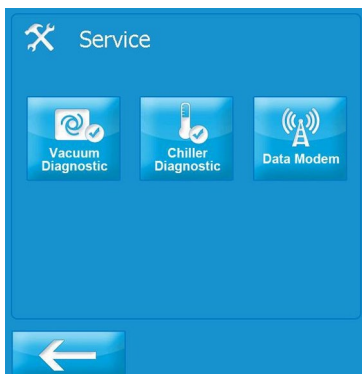 Service
Vacuum
Diagnostic
Chiller
Diagnostic
Data Modem